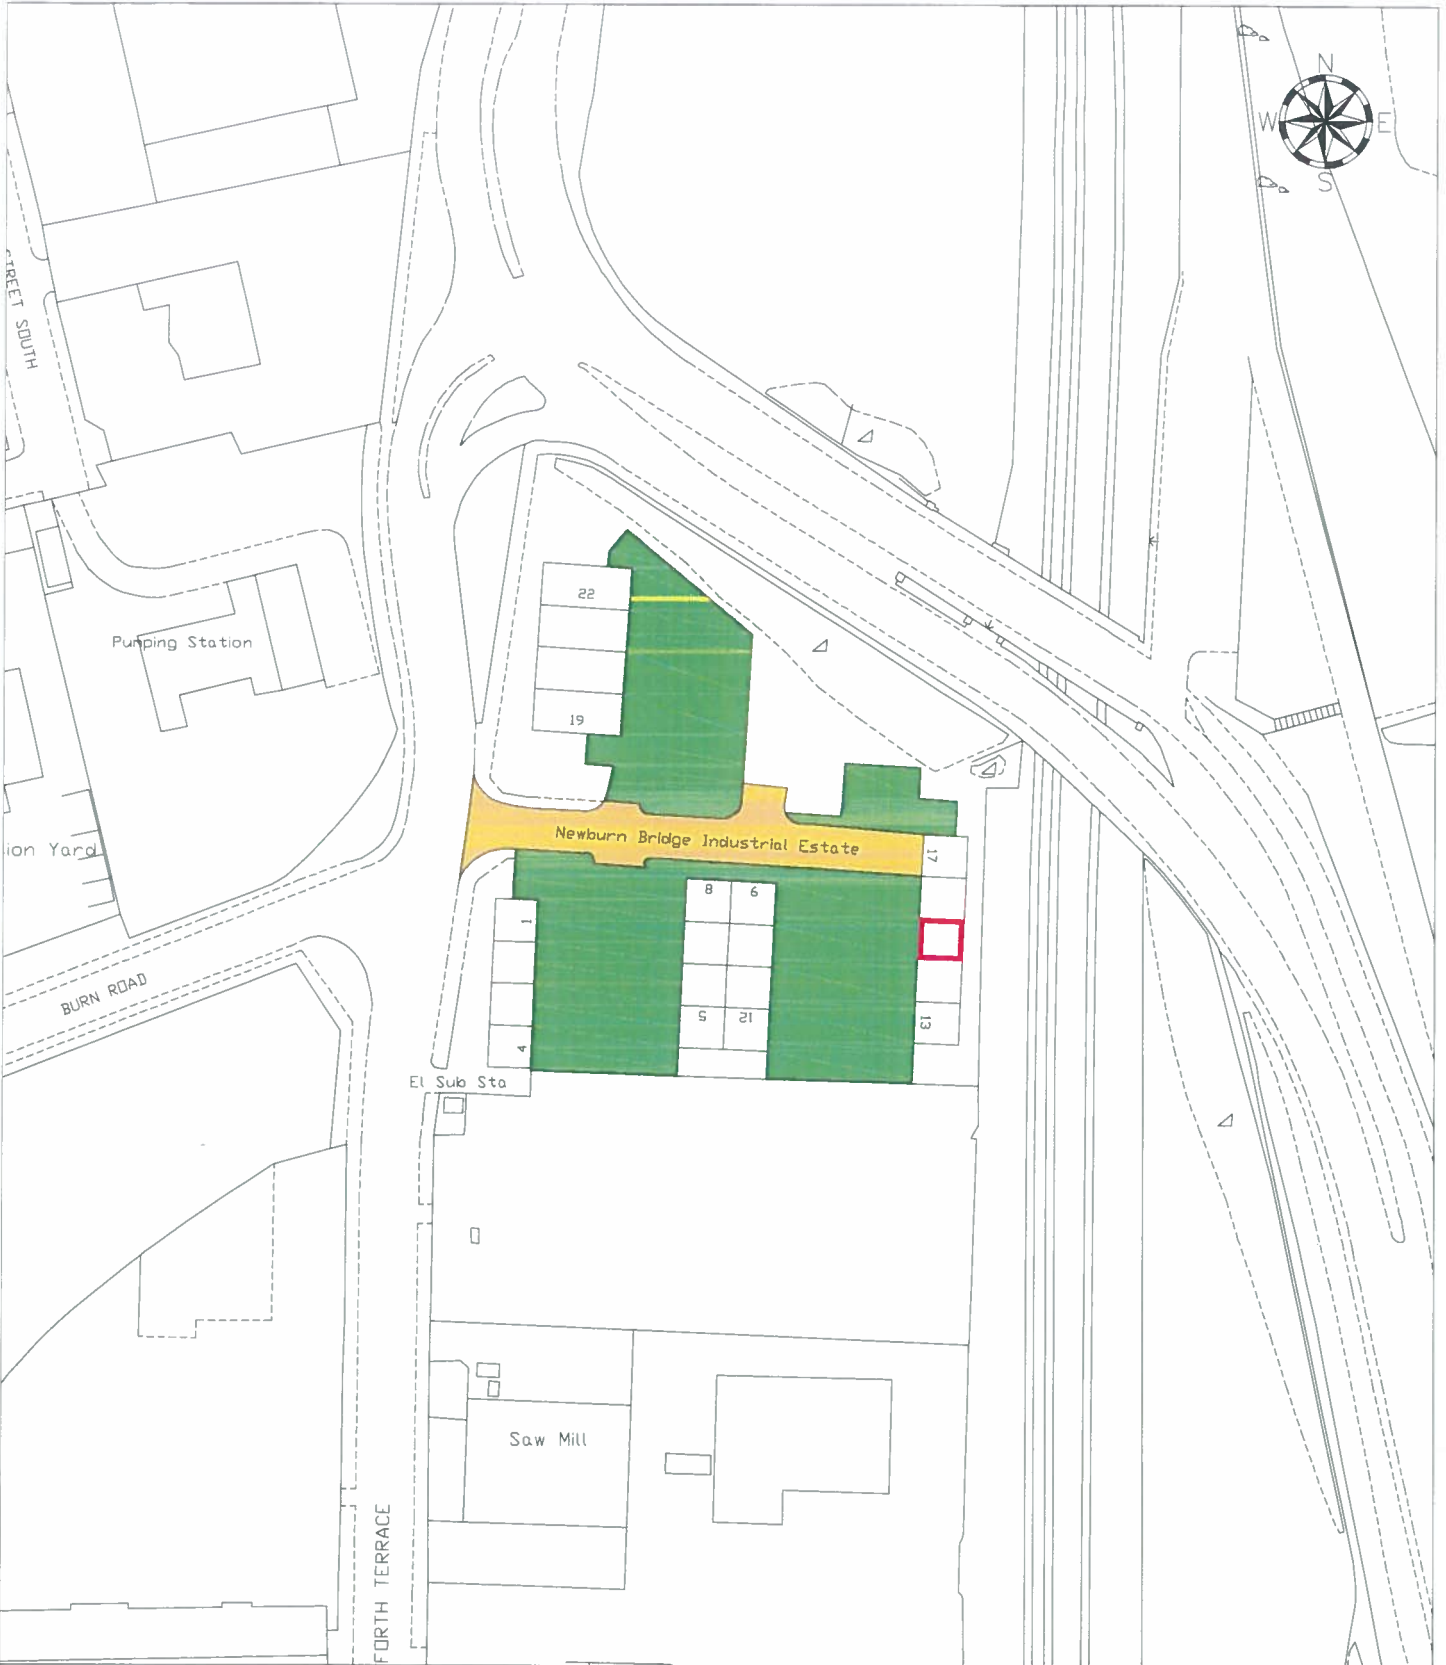 N
W E
S
STREET SOUTH
22
Pumping Station
19
Newburn Bridge Industrial Estate
ion Yard
17
8 6
1
BURN ROAD
5 12
13
4
El Sub Sta
Saw Mill
FORTH TERRACE